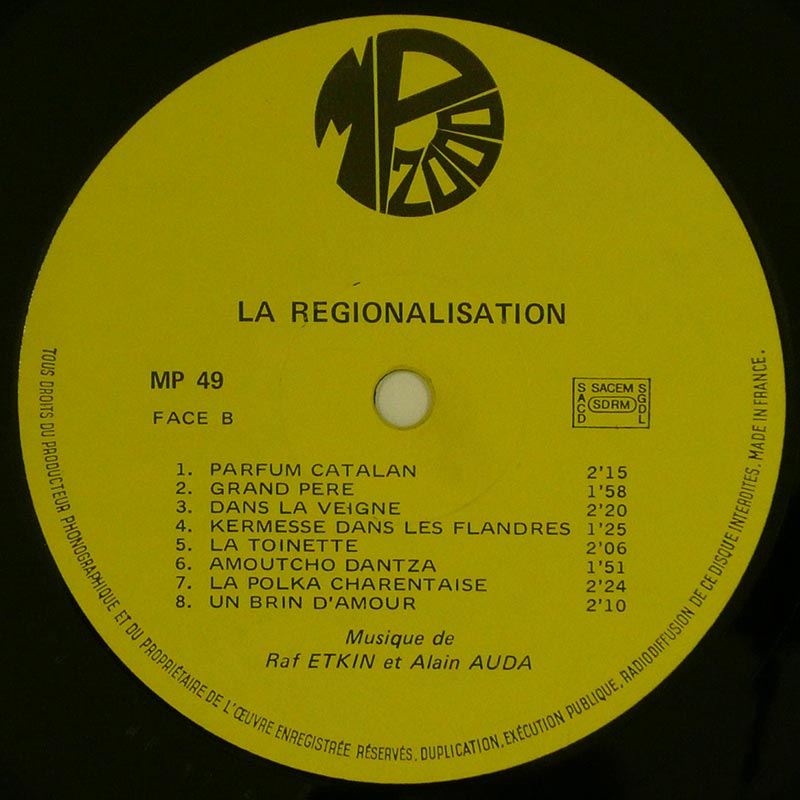 MP 2000
LA REGIONALISATION
MP 49
FACE B
SACD SACEM SGDL
SDRM
1. PARFUM CATALAN 2'15
2. GRAND PERE 1'58
3. DANS LA VEIGNE 2'20
4. KERMESSE DANS LES FLANDRES 1'25
5. LA TOINETTE 2'06
6. AMOUTCHO DANTZA 1'51
7. LA POLKA CHARENTAISE 2'24
8. UN BRIN D'AMOUR 2'10
Musique de
Raf ETKIN et Alain AUDA
TOUS DROITS DU PRODUCTEUR PHONOGRAPHIQUE ET DU PROPRIÉTAIRE DE L'ŒUVRE ENREGISTRÉE RÉSERVÉS, DUPLICATION, EXÉCUTION PUBLIQUE, RADIODIFFUSION DE CE DISQUE INTERDITES. MADE IN FRANCE.